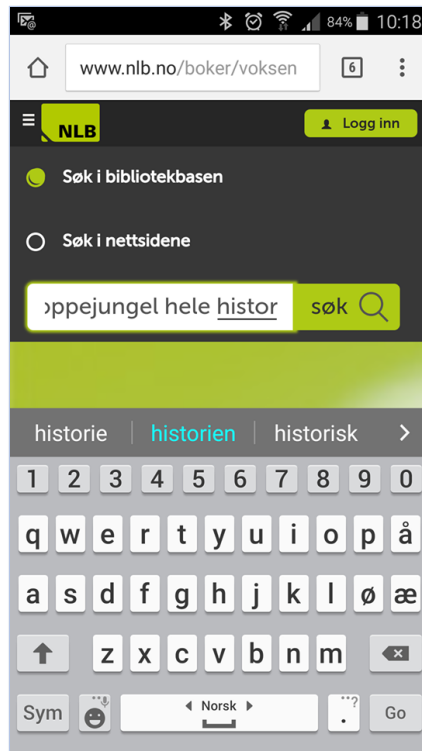 84% 10:18
www.nlb.no/boker/voksen 6
NLB Logg inn
Søk i bibliotekbasen
Søk i nettsidene
oppejungel hele histor søk
historie historien historisk
1 2 3 4 5 6 7 8 9 0
q w e r t y u i o p å
a s d f g h j k l ø æ
z x c v b n m
Sym Norsk . ? Go